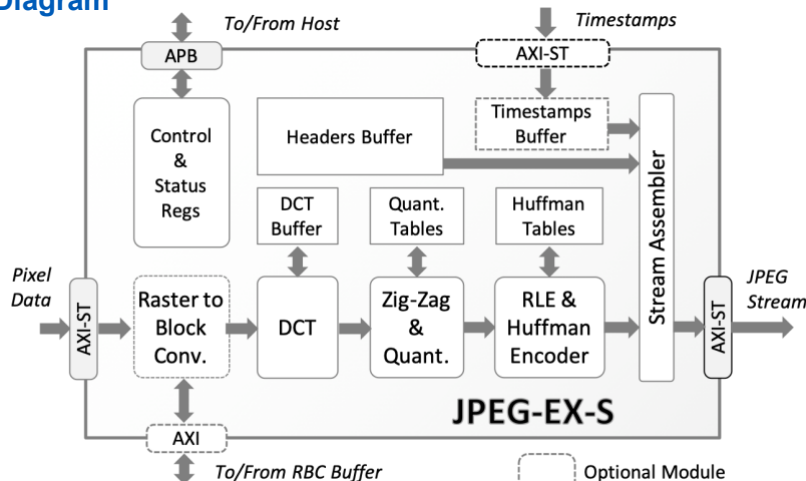 Diagram
To/From Host
Timestamps
APB
AXI-ST
Control
&
Status
Regs
Headers Buffer
Timestamps
Buffer
DCT
Buffer
Quant.
Tables
Huffman
Tables
Stream Assembler
Pixel
Data
AXI-ST
Raster to
Block
Conv.
DCT
Zig-Zag
&
Quant.
RLE &
Huffman
Encoder
AXI-ST
JPEG
Stream
JPEG-EX-S
AXI
To/From RBC Buffer
Optional Module